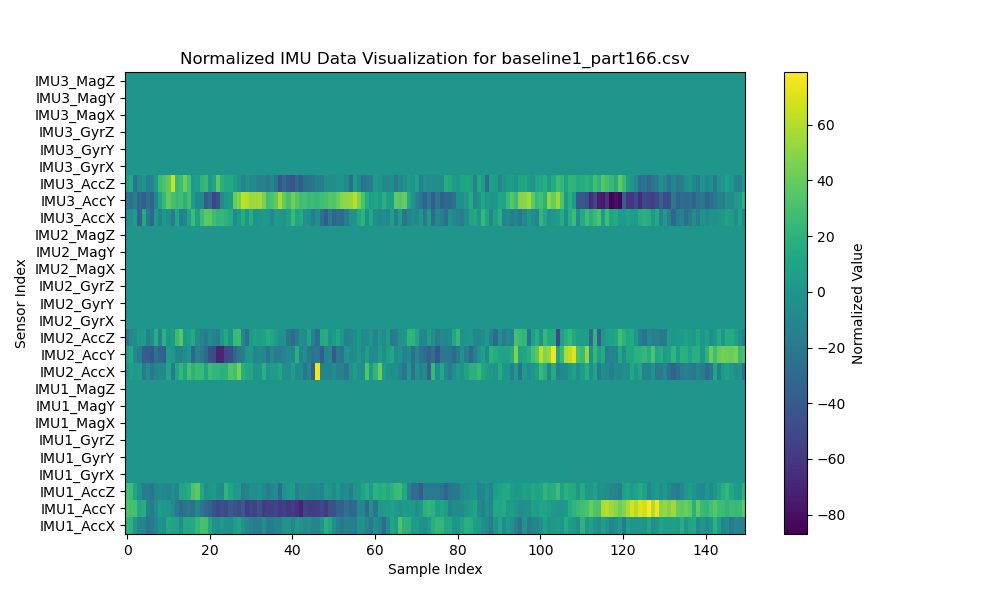 Normalized IMU Data Visualization for baseline1_part166.csv
IMU3_MagZ
IMU3_MagY
IMU3_MagX
IMU3_GyrZ
IMU3_GyrY
IMU3_GyrX
IMU3_AccZ
IMU3_AccY
IMU3_AccX
IMU2_MagZ
IMU2_MagY
IMU2_MagX
IMU2_GyrZ
IMU2_GyrY
IMU2_GyrX
IMU2_AccZ
IMU2_AccY
IMU2_AccX
IMU1_MagZ
IMU1_MagY
IMU1_MagX
IMU1_GyrZ
IMU1_GyrY
IMU1_GyrX
IMU1_AccZ
IMU1_AccY
IMU1_AccX
Sensor Index
0 20 40 60 80 100 120 140
Sample Index
60
40
20
0
−20
−40
−60
−80
Normalized Value